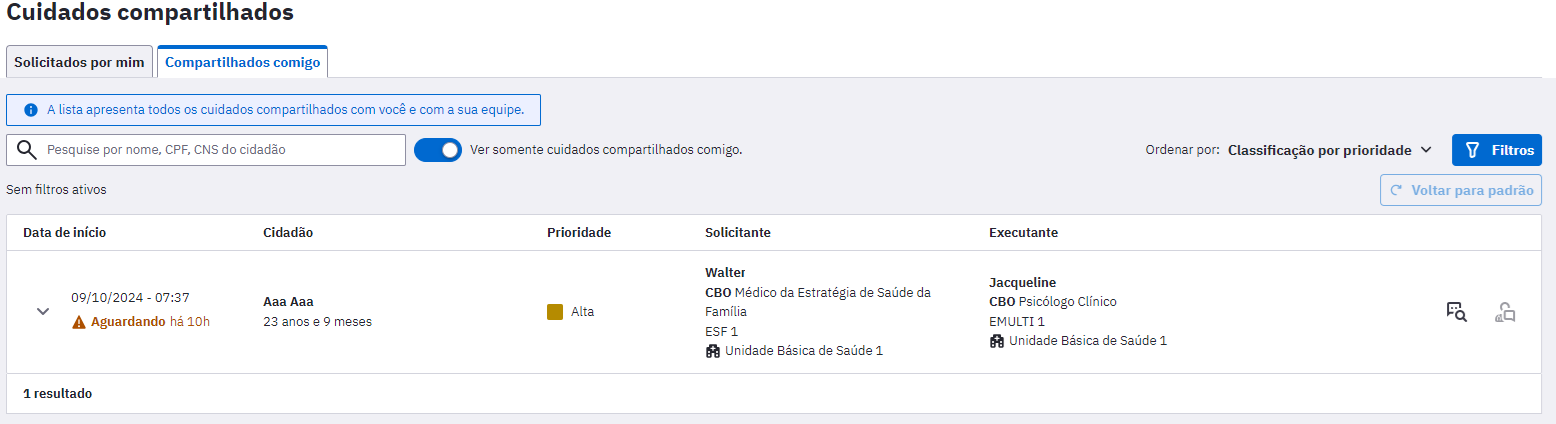 Cuidados compartilhados
Solicitados por mim
Compartilhados comigo
A lista apresenta todos os cuidados compartilhados com você e com a sua equipe.
Pesquise por nome, CPF, CNS do cidadão
Ver somente cuidados compartilhados comigo.
Ordenar por: Classificação por prioridade
Filtros
Sem filtros ativos
Voltar para padrão
Data de início
Cidadão
Prioridade
Solicitante
Executante
09/10/2024 - 07:37
Aguardando há 10h
Aaa Aaa
23 anos e 9 meses
Alta
Walter
CBO Médico da Estratégia de Saúde da
Família
ESF 1
Unidade Básica de Saúde 1
Jacqueline
CBO Psicólogo Clínico
EMULTI 1
Unidade Básica de Saúde 1
1 resultado